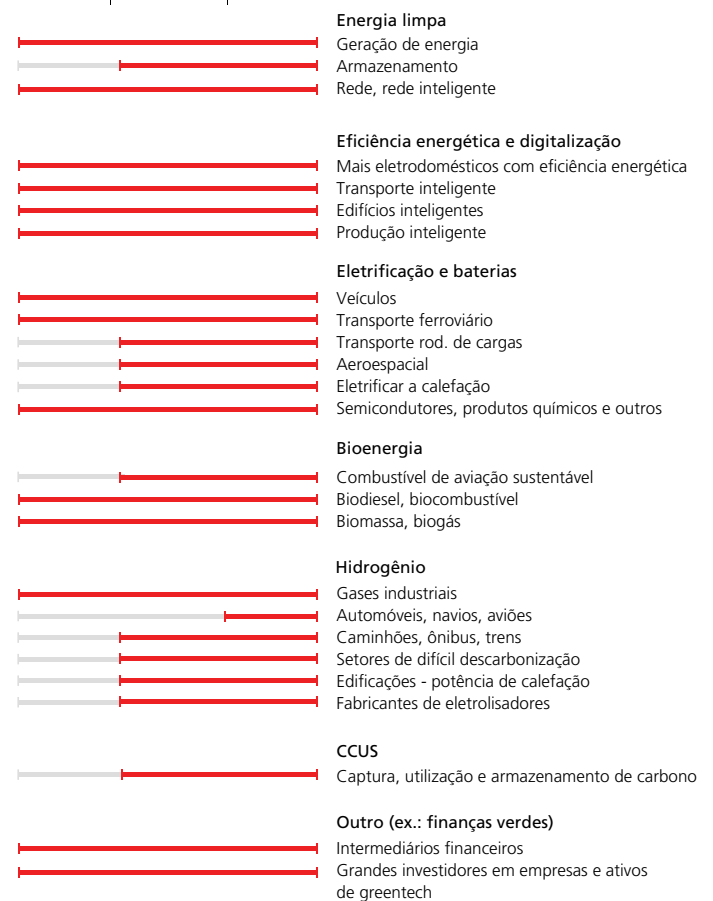 Energia limpa
Geração de energia
Armazenamento
Rede, rede inteligente
Eficiência energética e digitalização
Mais eletrodomésticos com eficiência energética
Transporte inteligente
Edifícios inteligentes
Produção inteligente
Eletrificação e baterias
Veículos
Transporte ferroviário
Transporte rod. de cargas
Aeroespacial
Eletrificar a calefação
Semicondutores, produtos químicos e outros
Bioenergia
Combustível de aviação sustentável
Biodiesel, biocombustível
Biomassa, biogás
Hidrogênio
Gases industriais
Automóveis, navios, aviões
Caminhões, ônibus, trens
Setores de difícil descarbonização
Edificações - potência de calefação
Fabricantes de eletrolisadores
CCUS
Captura, utilização e armazenamento de carbono
Outro (ex.: finanças verdes)
Intermediários financeiros
Grandes investidores em empresas e ativos
de greentech